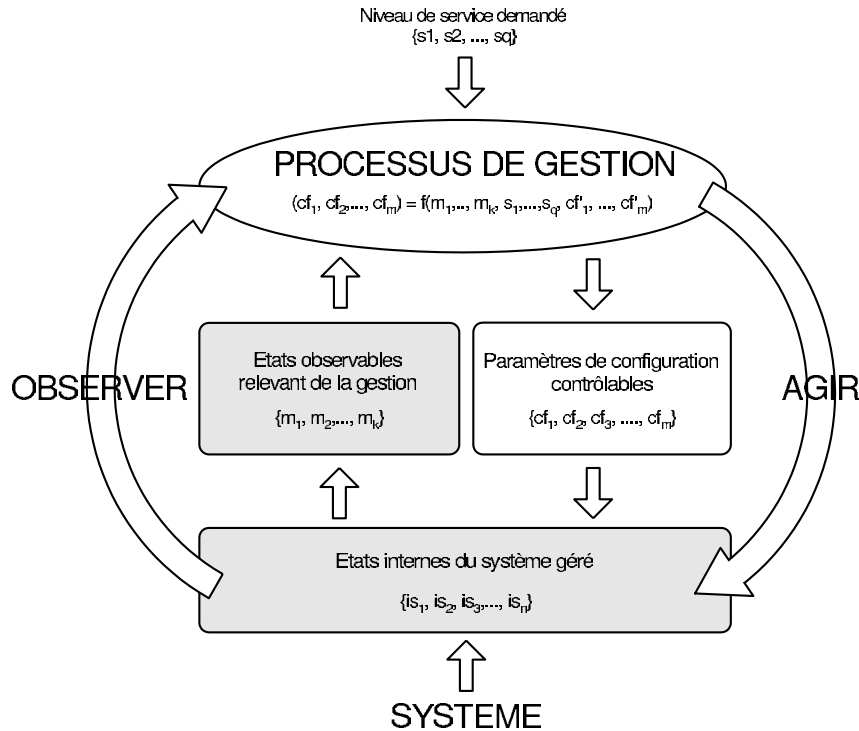 Niveau de service demandé
{s1, s2, ..., sq}
PROCESSUS DE GESTION
(cf₁, cf₂,..., cfₘ) = f(m₁,.., mₖ, s₁,...,s_q, cf'₁, ..., cf'ₘ)
Etats observables
relevant de la gestion
{m₁, m₂,..., mₖ}
Paramètres de configuration
contrôlables
{cf₁, cf₂, cf₃, ...., cfₘ}
OBSERVER
AGIR
Etats internes du système géré
{is₁, is₂, is₃,..., isₙ}
SYSTEME